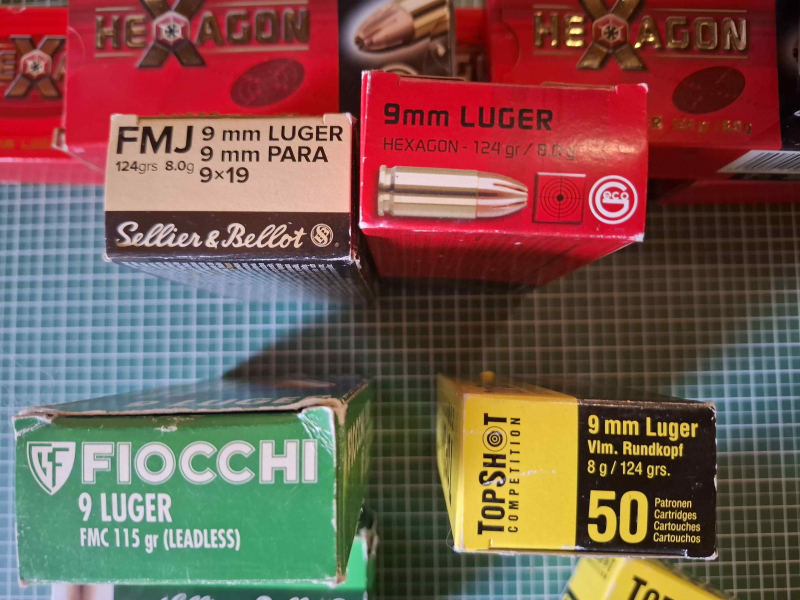 HEXAGON
HEXAGON
FMJ
124grs 8.0g
9 mm LUGER
9 mm PARA
9×19
Sellier & Bellot
9mm LUGER
HEXAGON - 124 gr / 8.0 g
Geco
FIOCCHI
9 LUGER
FMC 115 gr (LEADLESS)
TOPSHOT
COMPETITION
9 mm Luger
Vlm. Rundkopf
8 g / 124 grs.
50
Patronen
Cartridges
Cartouches
Cartouchos